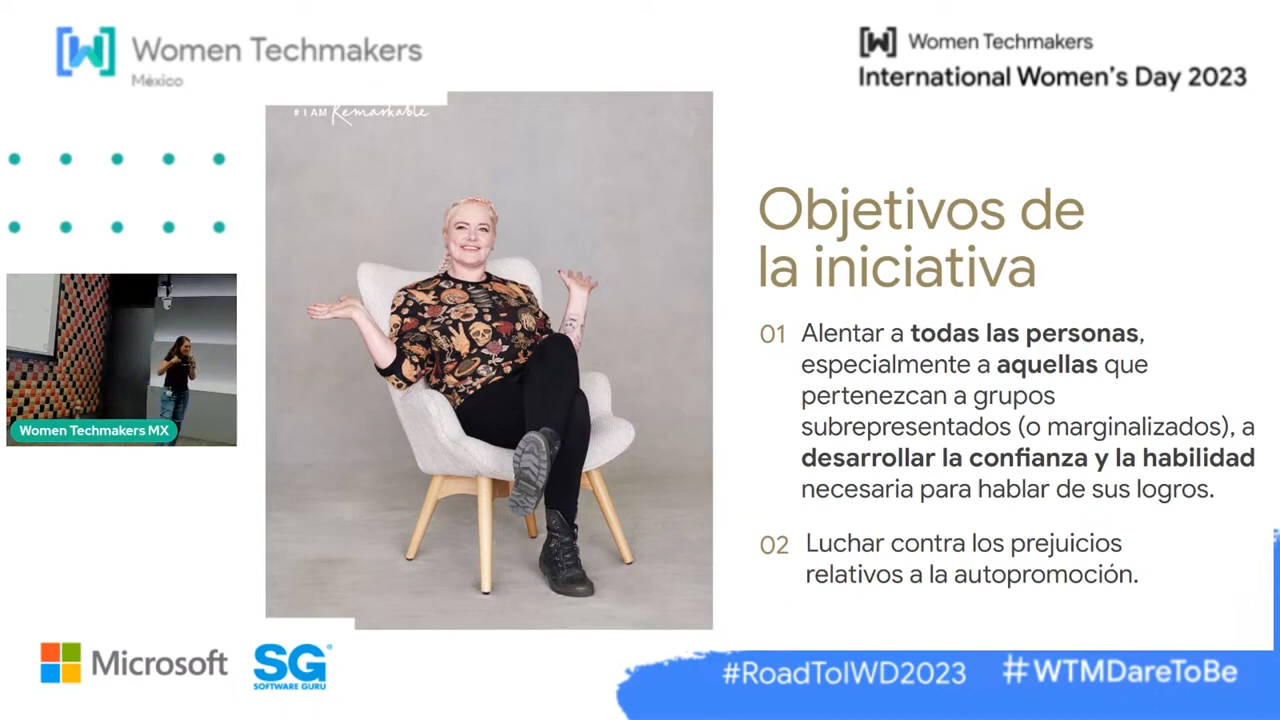 Women Techmakers
México
Women Techmakers
International Women's Day 2023
#IAM Remarkable
Objetivos de
la iniciativa
01 Alentar a todas las personas,
especialmente a aquellas que
pertenezcan a grupos
subrepresentados (o marginalizados), a
desarrollar la confianza y la habilidad
necesaria para hablar de sus logros.
02 Luchar contra los prejuicios
relativos a la autopromoción.
Women Techmakers MX
Microsoft
SG
SOFTWARE GURU
#RoadToIWD2023
#WTMDareToBe